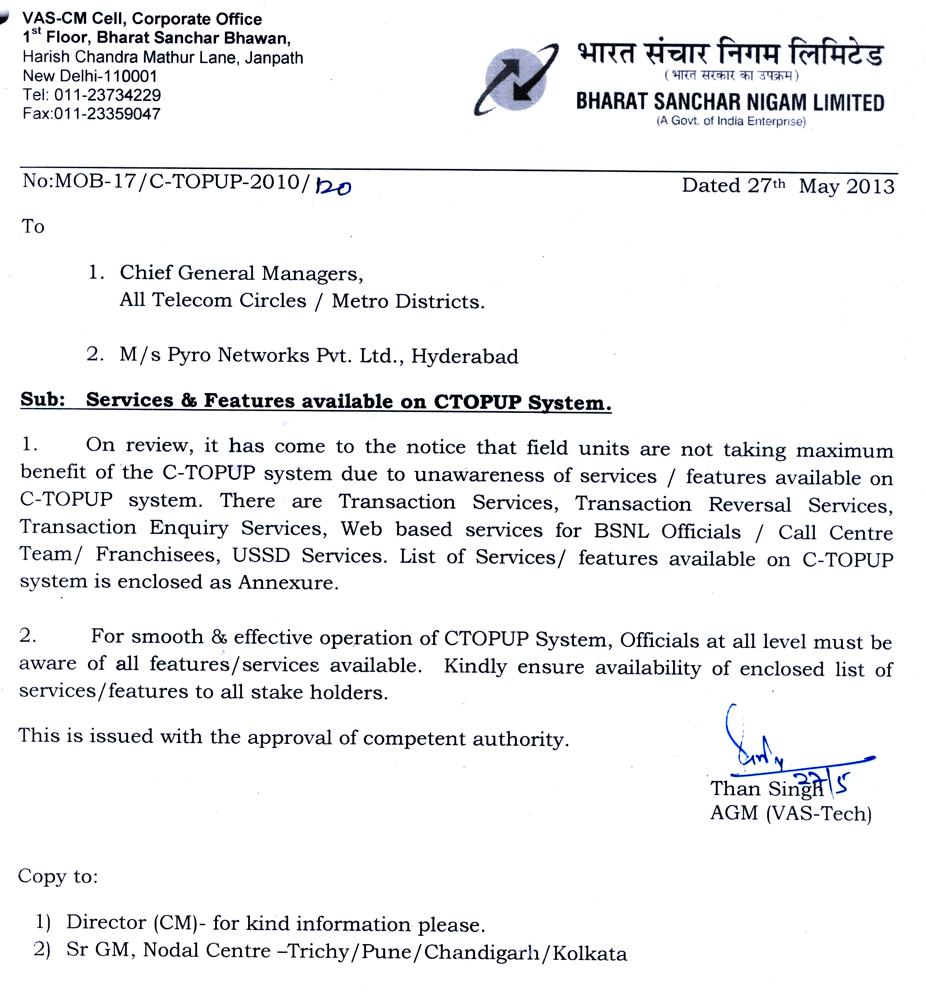 VAS-CM Cell, Corporate Office
1st Floor, Bharat Sanchar Bhawan,
Harish Chandra Mathur Lane, Janpath
New Delhi-110001
Tel: 011-23734229
Fax:011-23359047
भारत संचार निगम लिमिटेड
(भारत सरकार का उपक्रम)
BHARAT SANCHAR NIGAM LIMITED
(A Govt. of India Enterprise)
No:MOB-17/C-TOPUP-2010/120
Dated 27th May 2013
To
1. Chief General Managers,
All Telecom Circles / Metro Districts.
2. M/s Pyro Networks Pvt. Ltd., Hyderabad
Sub: Services & Features available on CTOPUP System.
1. On review, it has come to the notice that field units are not taking maximum
benefit of the C-TOPUP system due to unawareness of services / features available on
C-TOPUP system. There are Transaction Services, Transaction Reversal Services,
Transaction Enquiry Services, Web based services for BSNL Officials / Call Centre
Team/ Franchisees, USSD Services. List of Services/ features available on C-TOPUP
system is enclosed as Annexure.
2. For smooth & effective operation of CTOPUP System, Officials at all level must be
aware of all features/services available. Kindly ensure availability of enclosed list of
services/features to all stake holders.
This is issued with the approval of competent authority.
27/5
Than Singh
AGM (VAS-Tech)
Copy to:
1) Director (CM)- for kind information please.
2) Sr GM, Nodal Centre –Trichy/Pune/Chandigarh/Kolkata